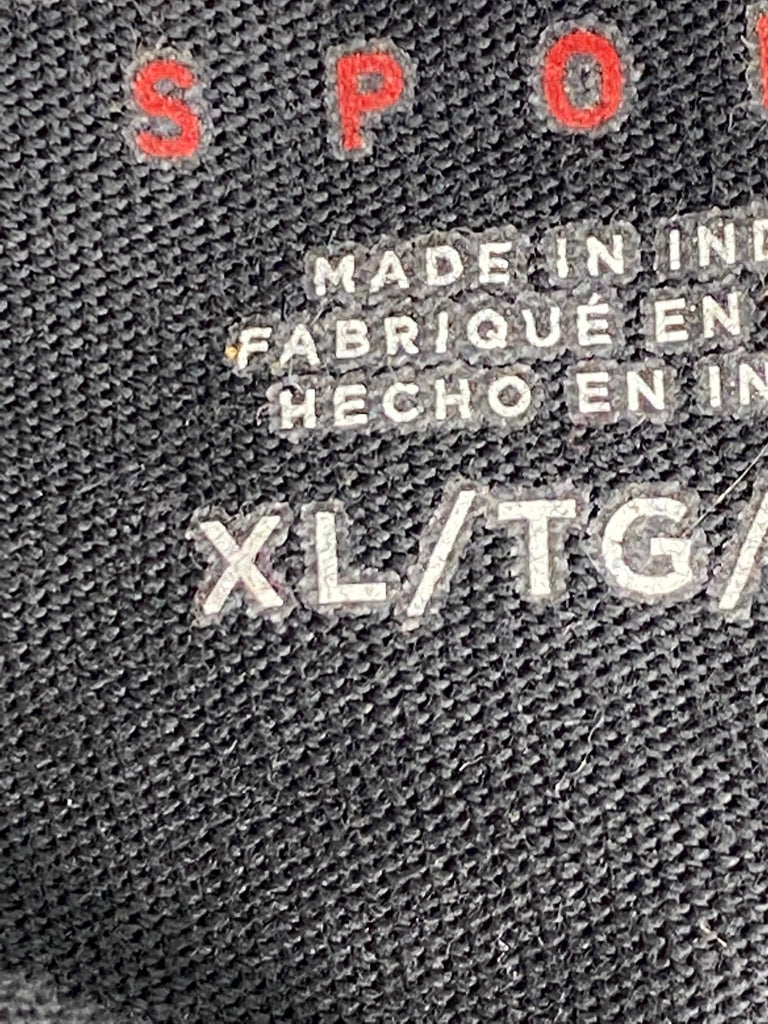 SPO
MADE IN IND
FABRIQUÉ EN
HECHO EN IN
XL/TG/